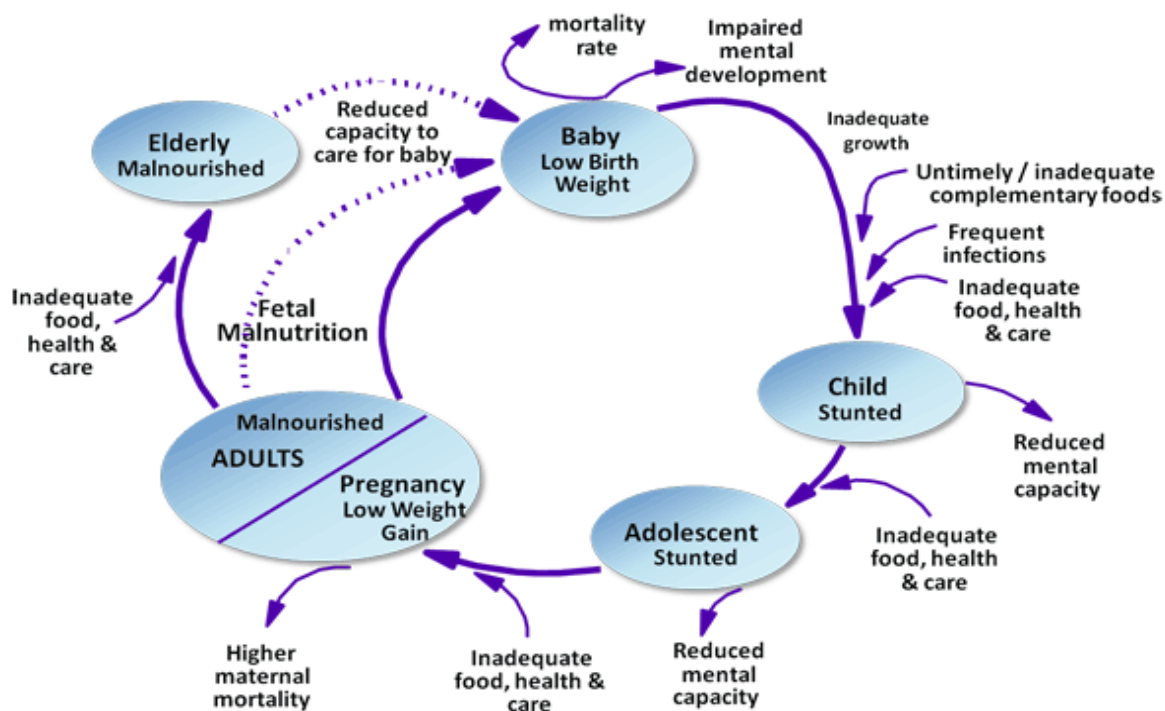 mortality
rate
Impaired
mental
development
Elderly
Malnourished
Reduced
capacity to
care for baby
Baby
Low Birth
Weight
Inadequate
growth
Untimely / inadequate
complementary foods
Frequent
infections
Inadequate
food, health
& care
Inadequate
food,
health &
care
Fetal
Malnutrition
Child
Stunted
Reduced
mental
capacity
Malnourished
ADULTS
Pregnancy
Low Weight
Gain
Adolescent
Stunted
Inadequate
food, health
& care
Higher
maternal
mortality
Inadequate
food, health &
care
Reduced
mental
capacity